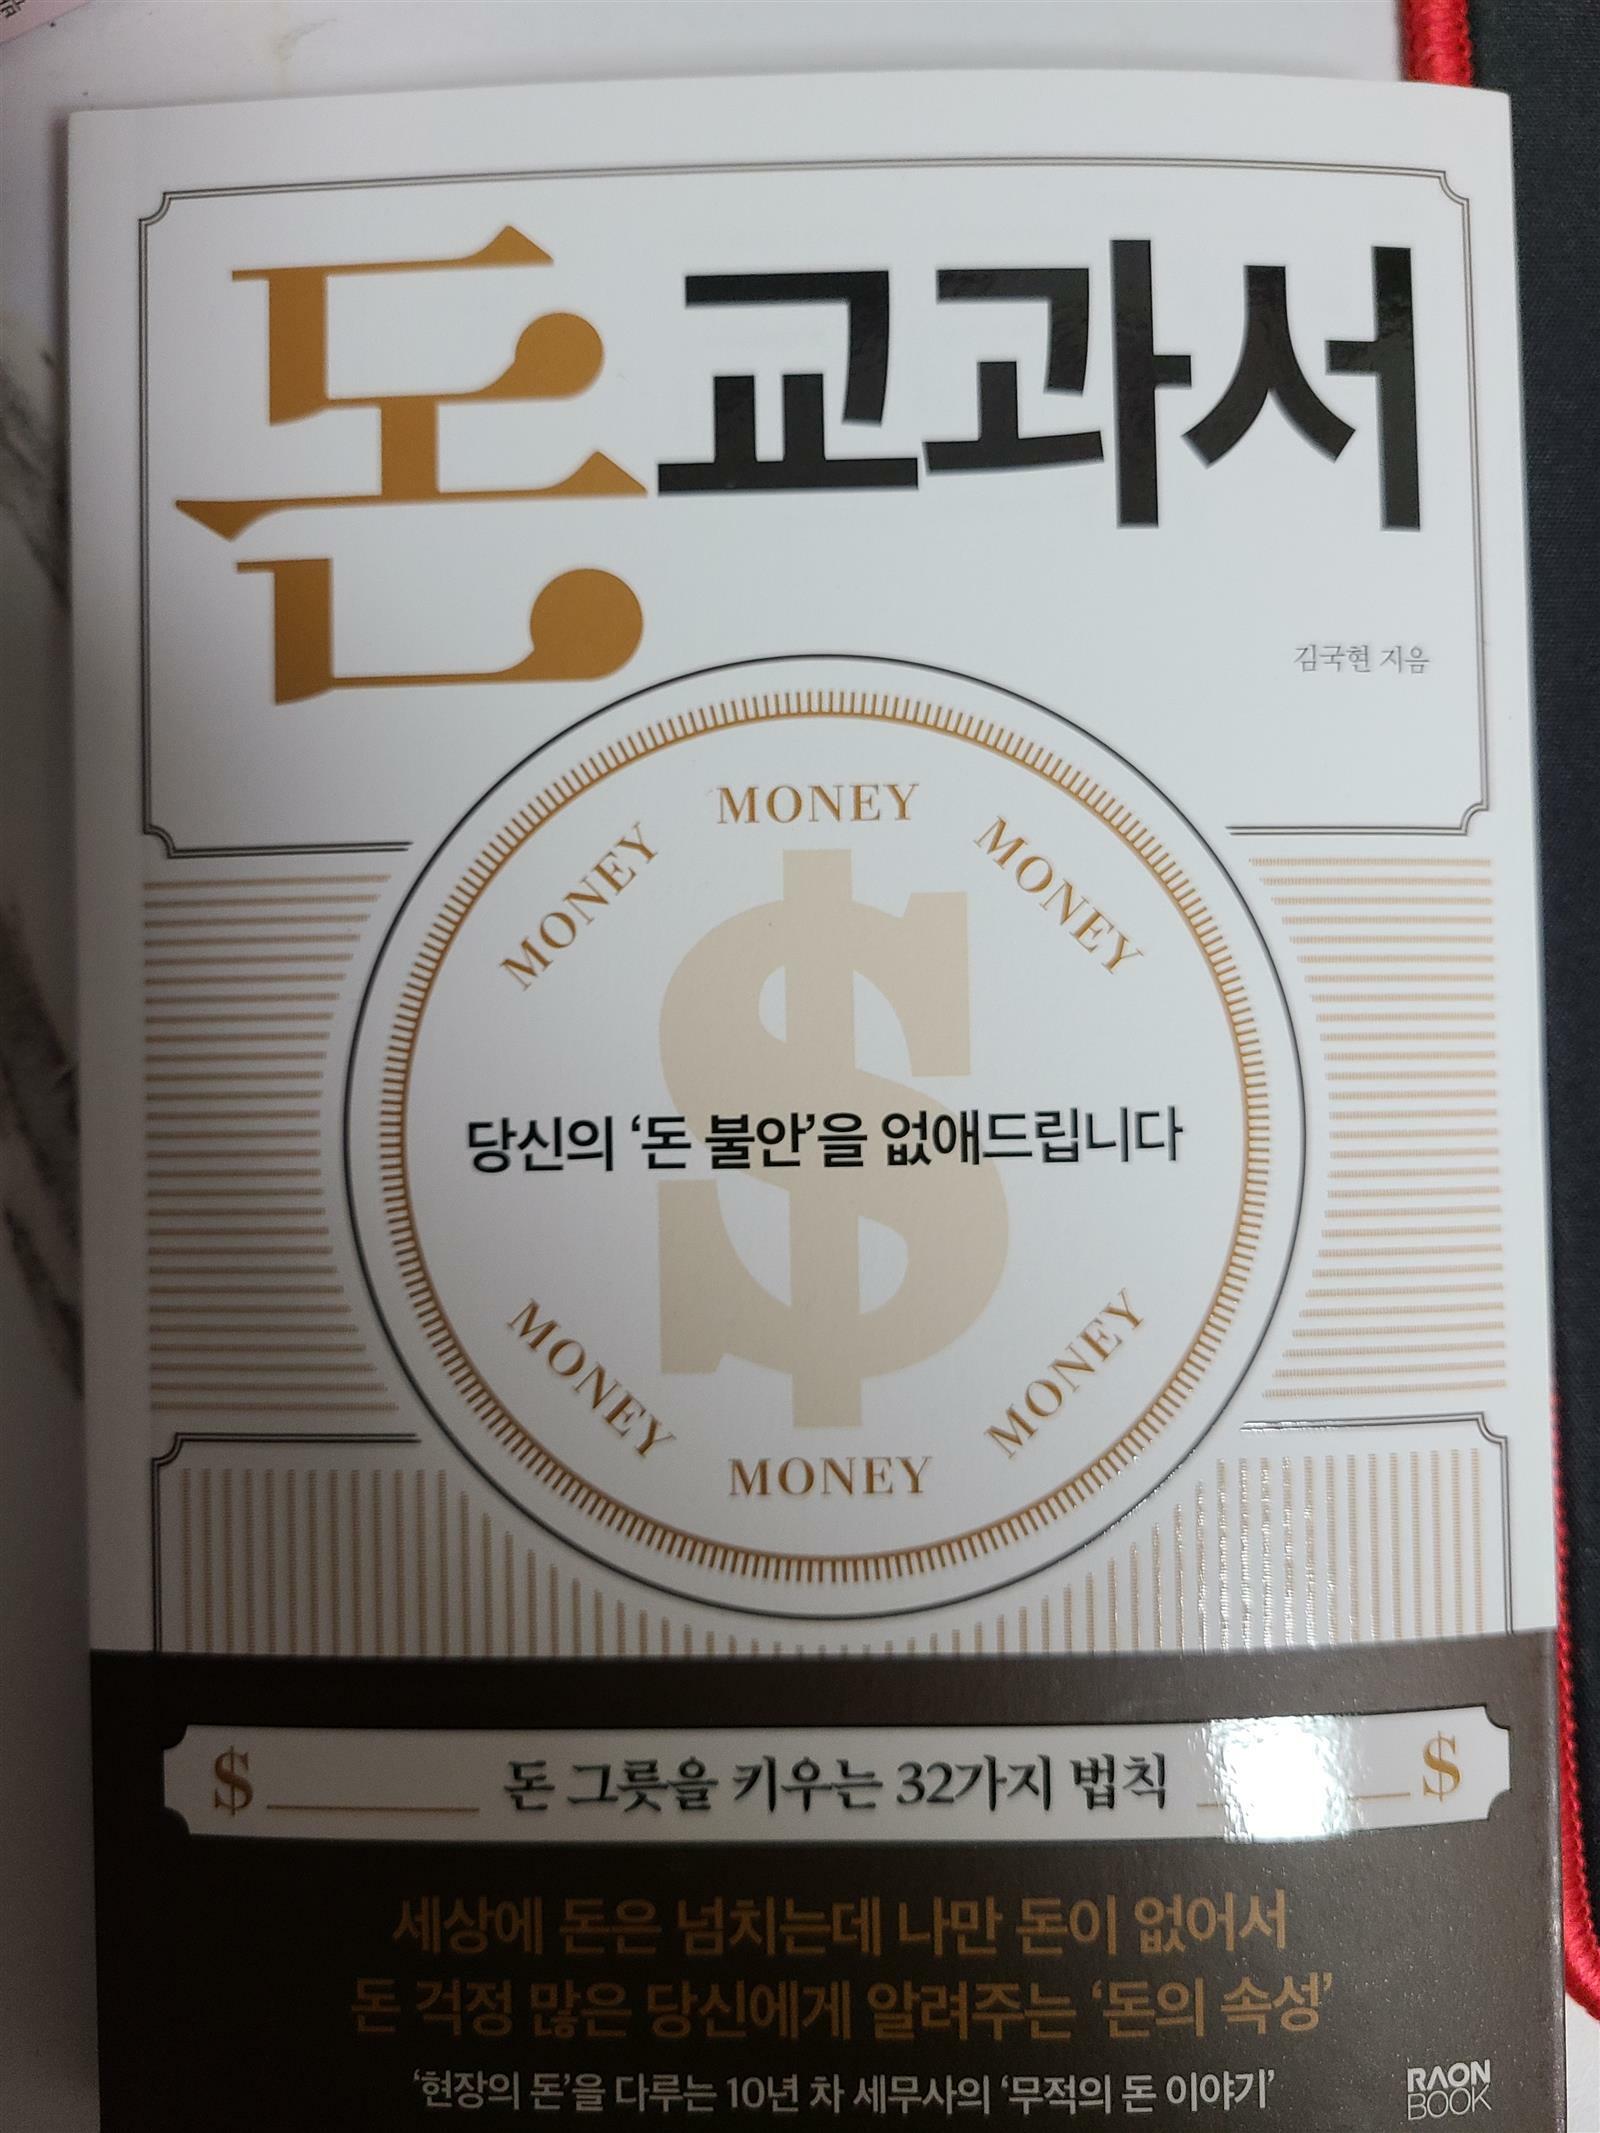 돈 교과서
김국현 지음
MONEY MONEY MONEY
당신의 ‘돈 불안’을 없애드립니다
MONEY MONEY MONEY
$ 돈 그릇을 키우는 32가지 법칙 $
세상에 돈은 넘치는데 나만 돈이 없어서
돈 걱정 많은 당신에게 알려주는 ‘돈의 속성’
‘현장의 돈’을 다루는 10년 차 세무사의 ‘무적의 돈 이야기’
RAON
BOOK